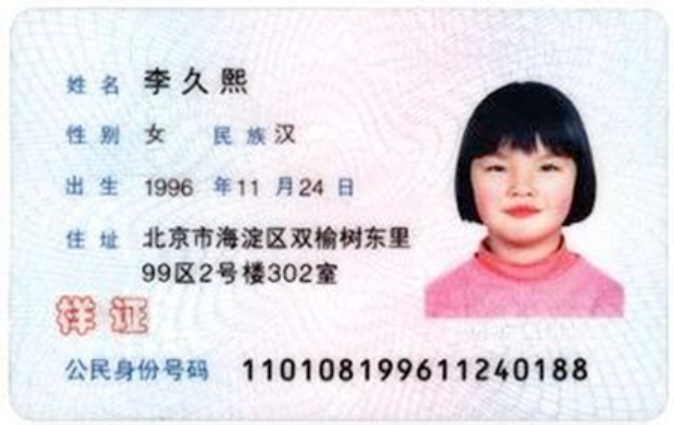 姓名 李久熙
性别 女 民族 汉
出生 1996 年 11 月 24 日
住址 北京市海淀区双榆树东里
99区2号楼302室
样证
公民身份号码 110108199611240188